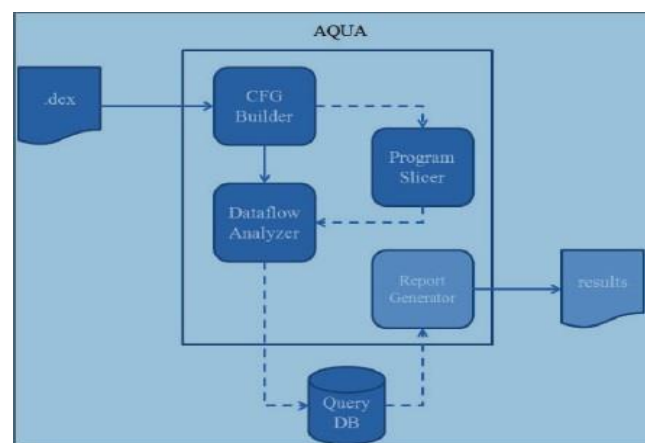 AQUA
.dex
CFG
Builder
Program
Slicer
Dataflow
Analyzer
Report
Generator
results
Query
DB